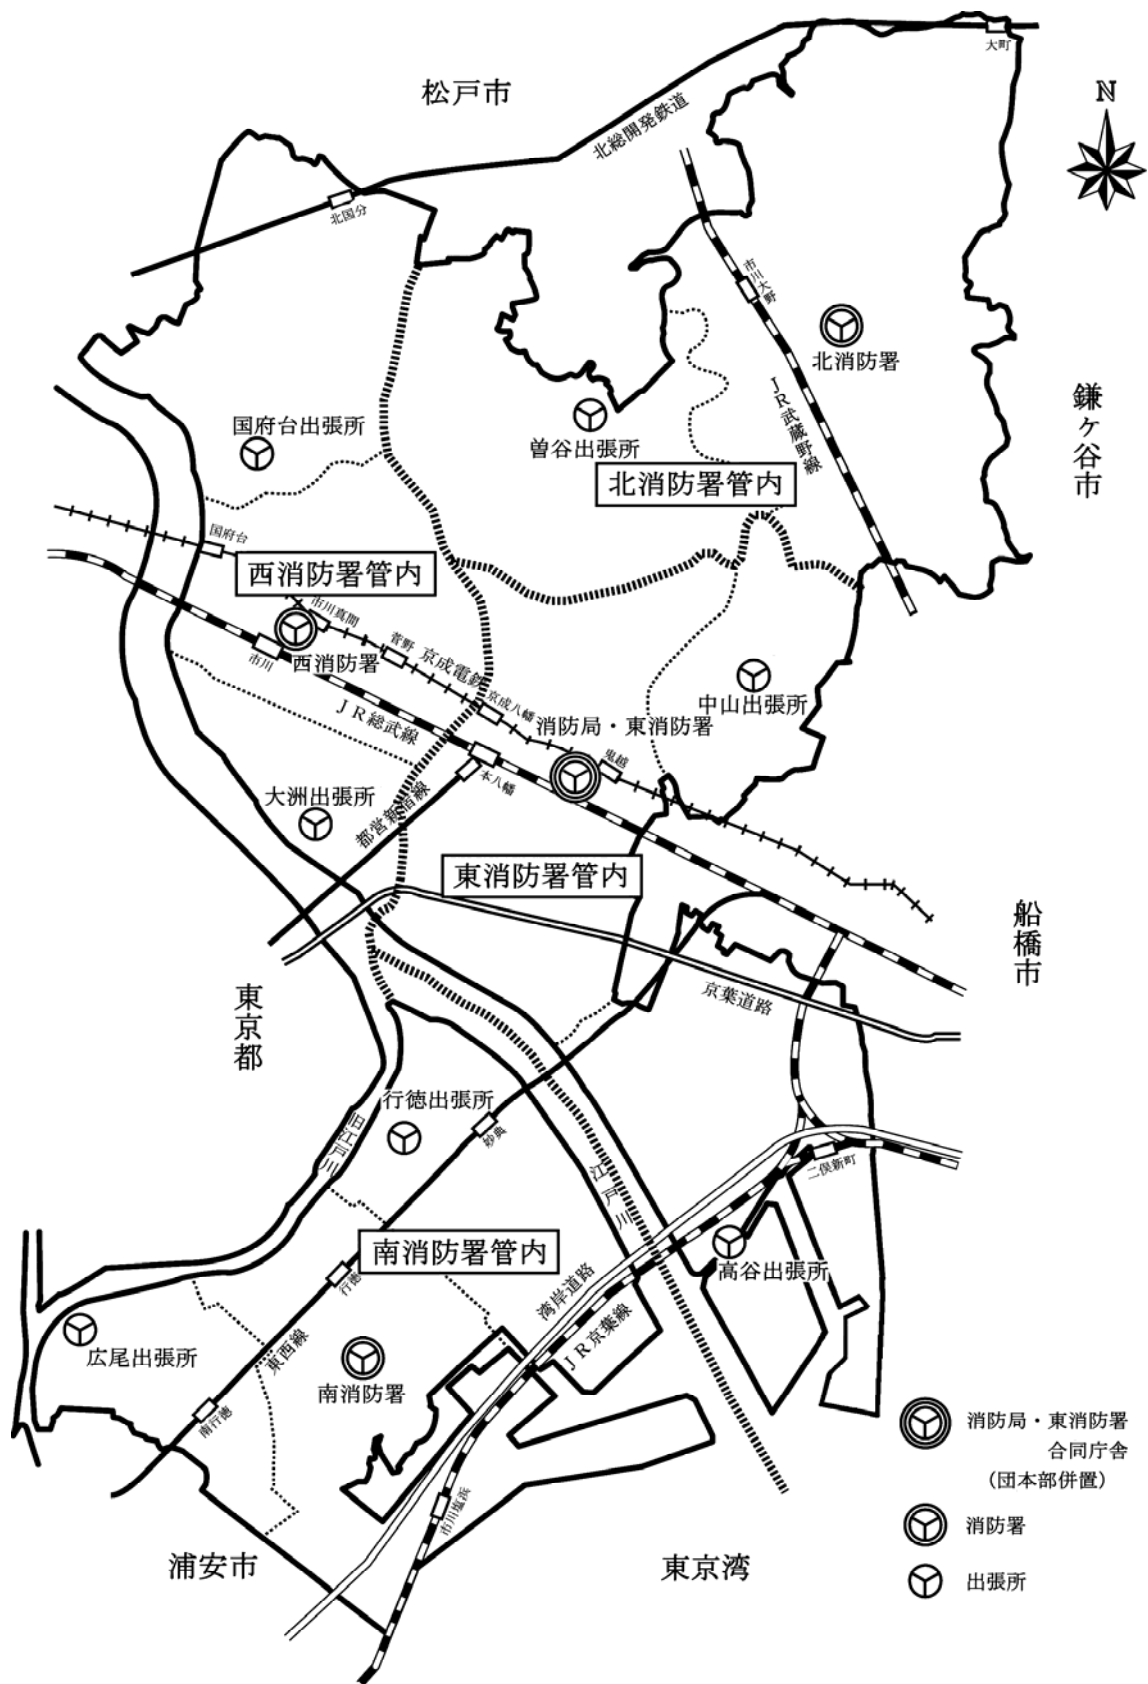 大町
松戸市
N
北総開発鉄道
北国分
市川大野
北消防署
JR武蔵野線
鎌ヶ谷市
国府台出張所
曽谷出張所
北消防署管内
国府台
西消防署管内
市川真間
菅野
京成電鉄
市川
西消防署
京成八幡
中山出張所
JR総武線
消防局・東消防署
鬼越
本八幡
大洲出張所
都営新宿線
東消防署管内
船橋市
京葉道路
東京都
行徳出張所
妙典
旧江戸川
江戸川
二俣新町
南消防署管内
高谷出張所
行徳
湾岸道路
JR京葉線
広尾出張所
東西線
南消防署
南行徳
消防局・東消防署
合同庁舎
(団本部併置)
市川塩浜
消防署
浦安市
東京湾
出張所